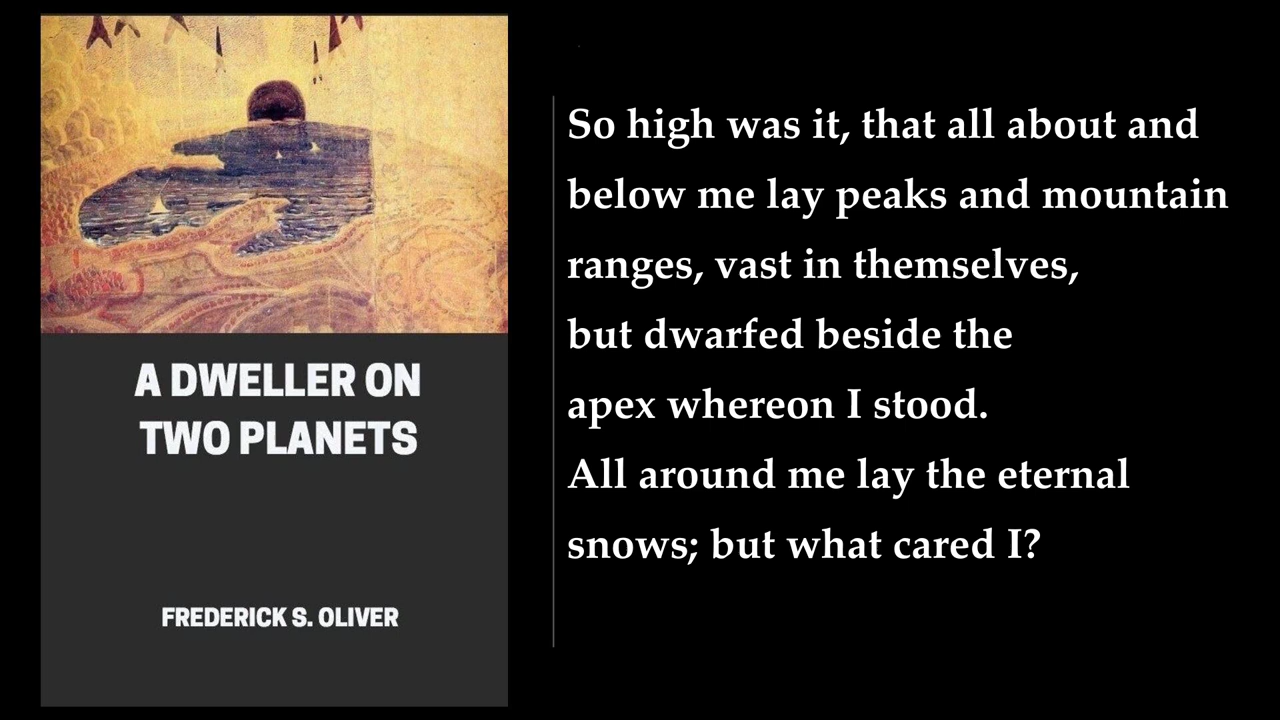 A DWELLER ON
TWO PLANETS
FREDERICK S. OLIVER
So high was it, that all about and
below me lay peaks and mountain
ranges, vast in themselves,
but dwarfed beside the
apex whereon I stood.
All around me lay the eternal
snows; but what cared I?